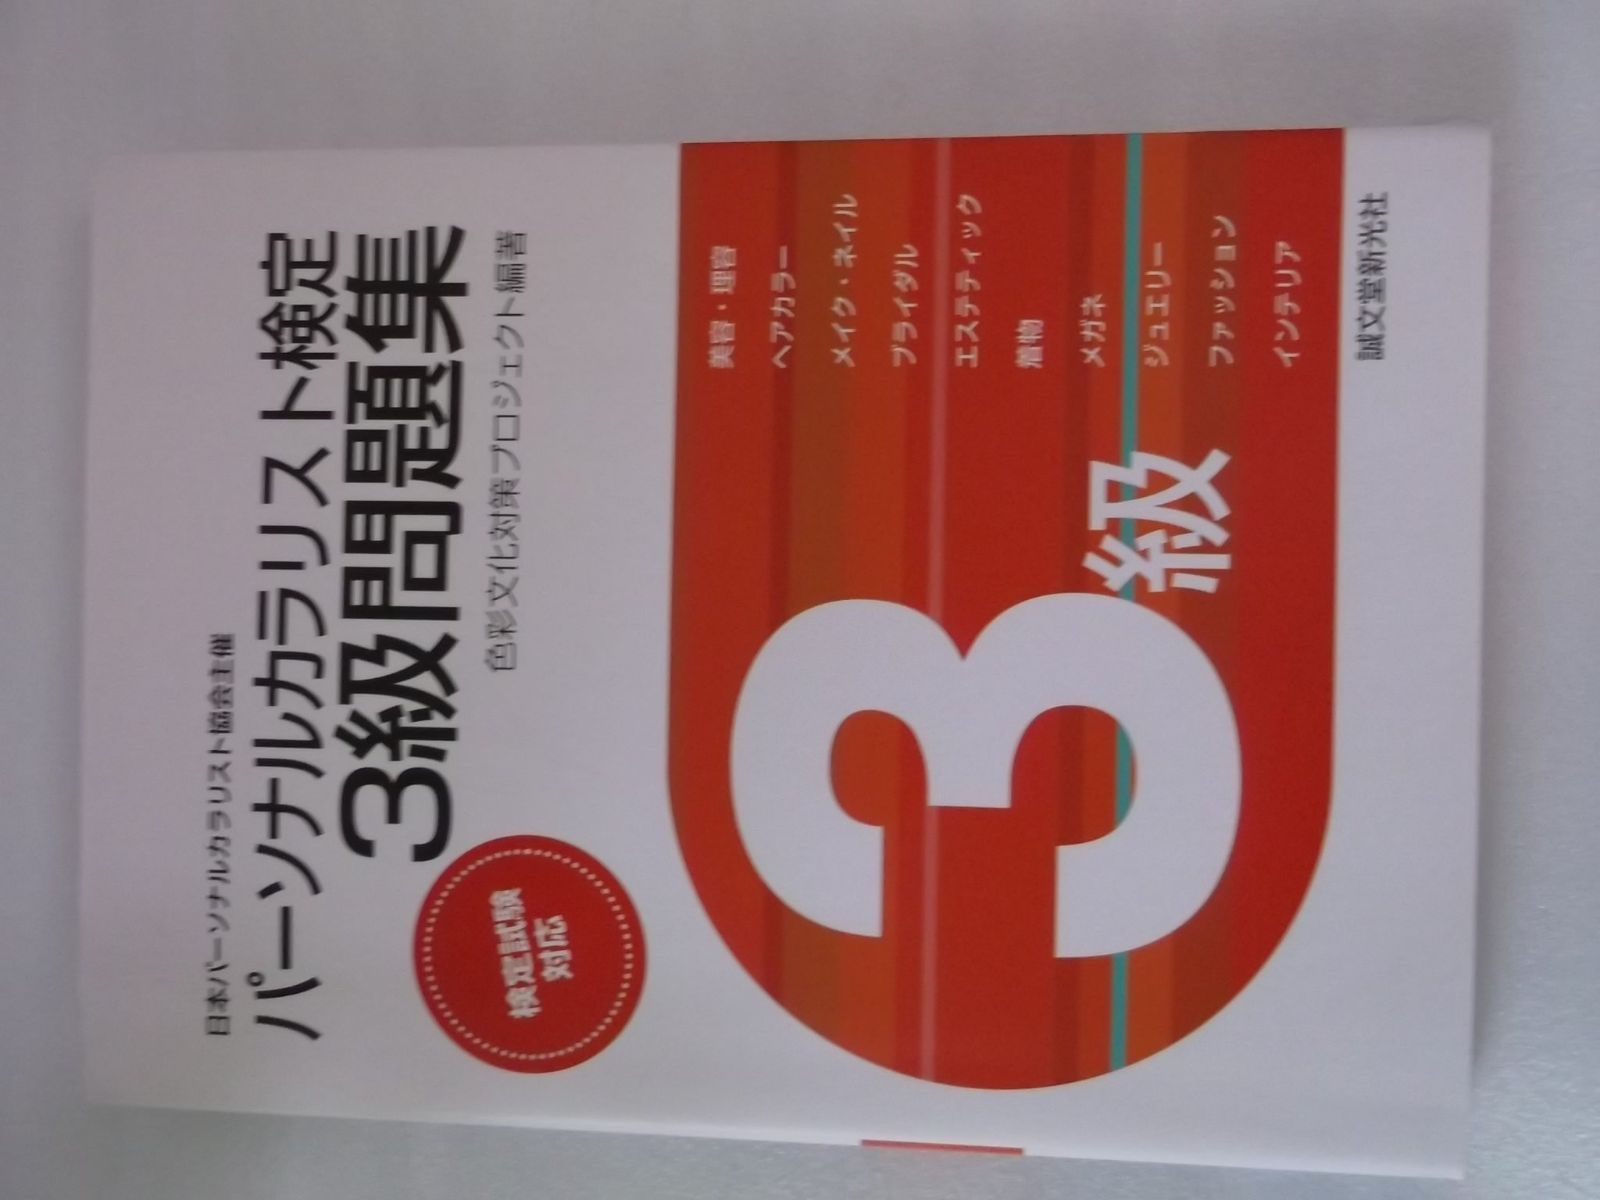 日本パーソナルカラリスト協会主催
パーソナルカラリスト検定
3級問題集
色彩文化対策プロジェクト編著
検定試験
対応
美容・理容
ヘアカラー
メイク・ネイル
ブライダル
エステティック
着物
メガネ
ジュエリー
ファッション
インテリア
3級
誠文堂新光社